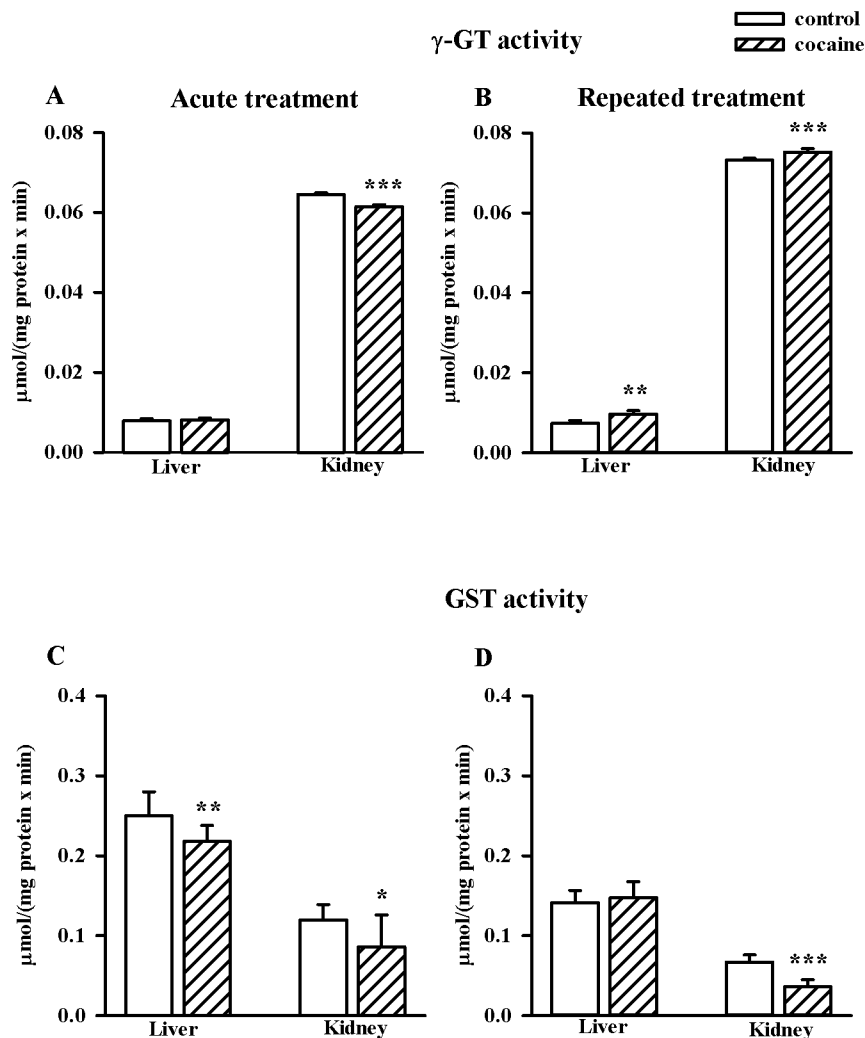 control
γ-GT activity
cocaine
A
Acute treatment
B
Repeated treatment
0.08
0.06
0.04
0.02
0.00
μmol/(mg protein x min)
***
Liver
Kidney
0.08
0.06
0.04
0.02
0.00
μmol/(mg protein x min)
**
***
Liver
Kidney
GST activity
C
D
0.4
0.3
0.2
0.1
0.0
μmol/(mg protein x min)
**
*
Liver
Kidney
0.4
0.3
0.2
0.1
0.0
μmol/(mg protein x min)
***
Liver
Kidney